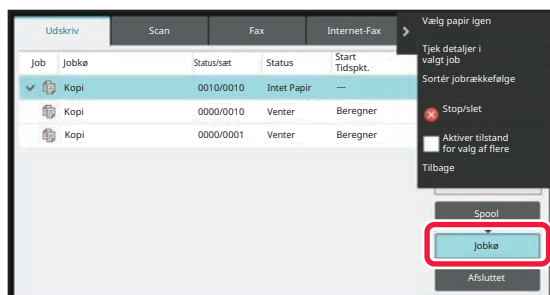 Udskriv Scan Fax Internet-Fax
Job Jobkø Status/sæt Status Start Tidspkt.
Kopi 0010/0010 Intet Papir ---
Kopi 0000/0010 Venter Beregner
Kopi 0000/0001 Venter Beregner
Vælg papir igen
Tjek detaljer i
valgt job
Sortér jobrækkefølge
Stop/slet
Aktiver tilstand
for valg af flere
Tilbage
Spool
Jobkø
Afsluttet